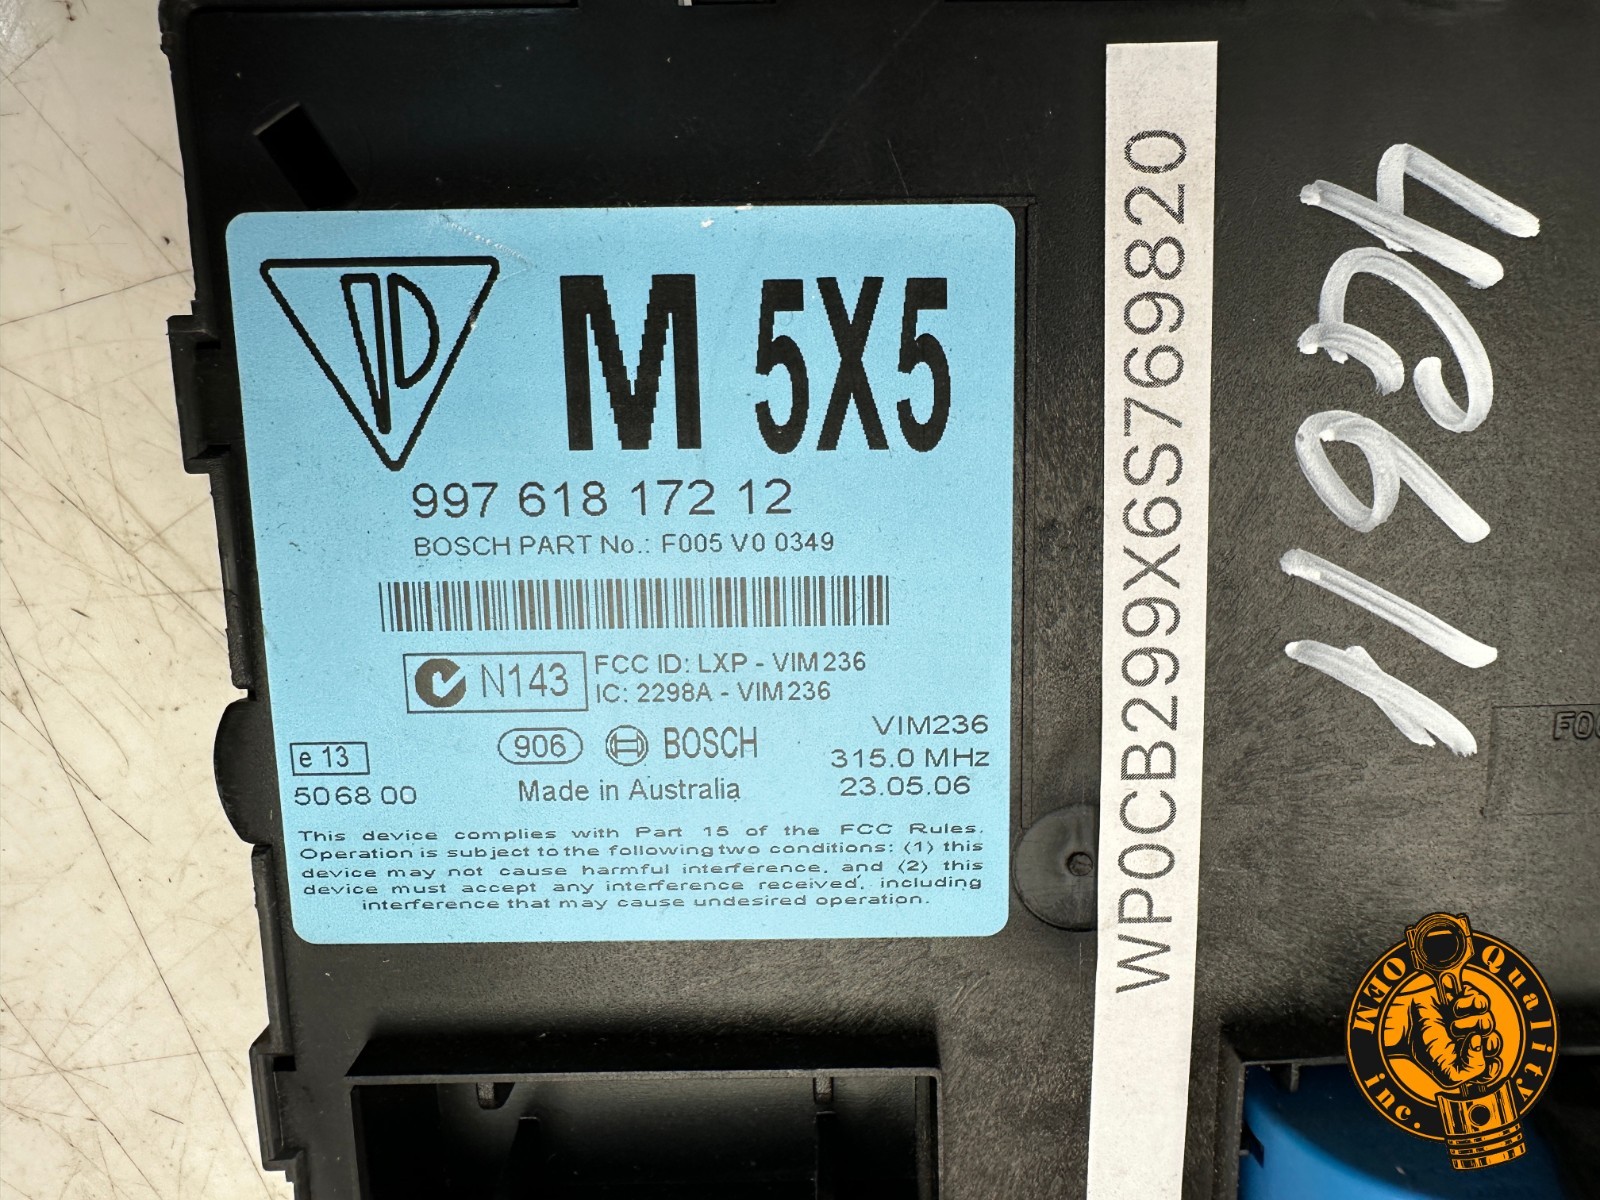 M 5X5
997 618 172 12
BOSCH PART No.: F005 V0 0349
N143
FCC ID: LXP - VIM236
IC: 2298A - VIM236
e 13
506800
906
BOSCH
Made in Australia
VIM236
315.0 MHz
23.05.06
This device complies with Part 15 of the FCC Rules.
Operation is subject to the following two conditions: (1) this
device may not cause harmful interference, and (2) this
device must accept any interference received, including
interference that may cause undesired operation.
WP0CB299X6S769820
OEM Quality inc.